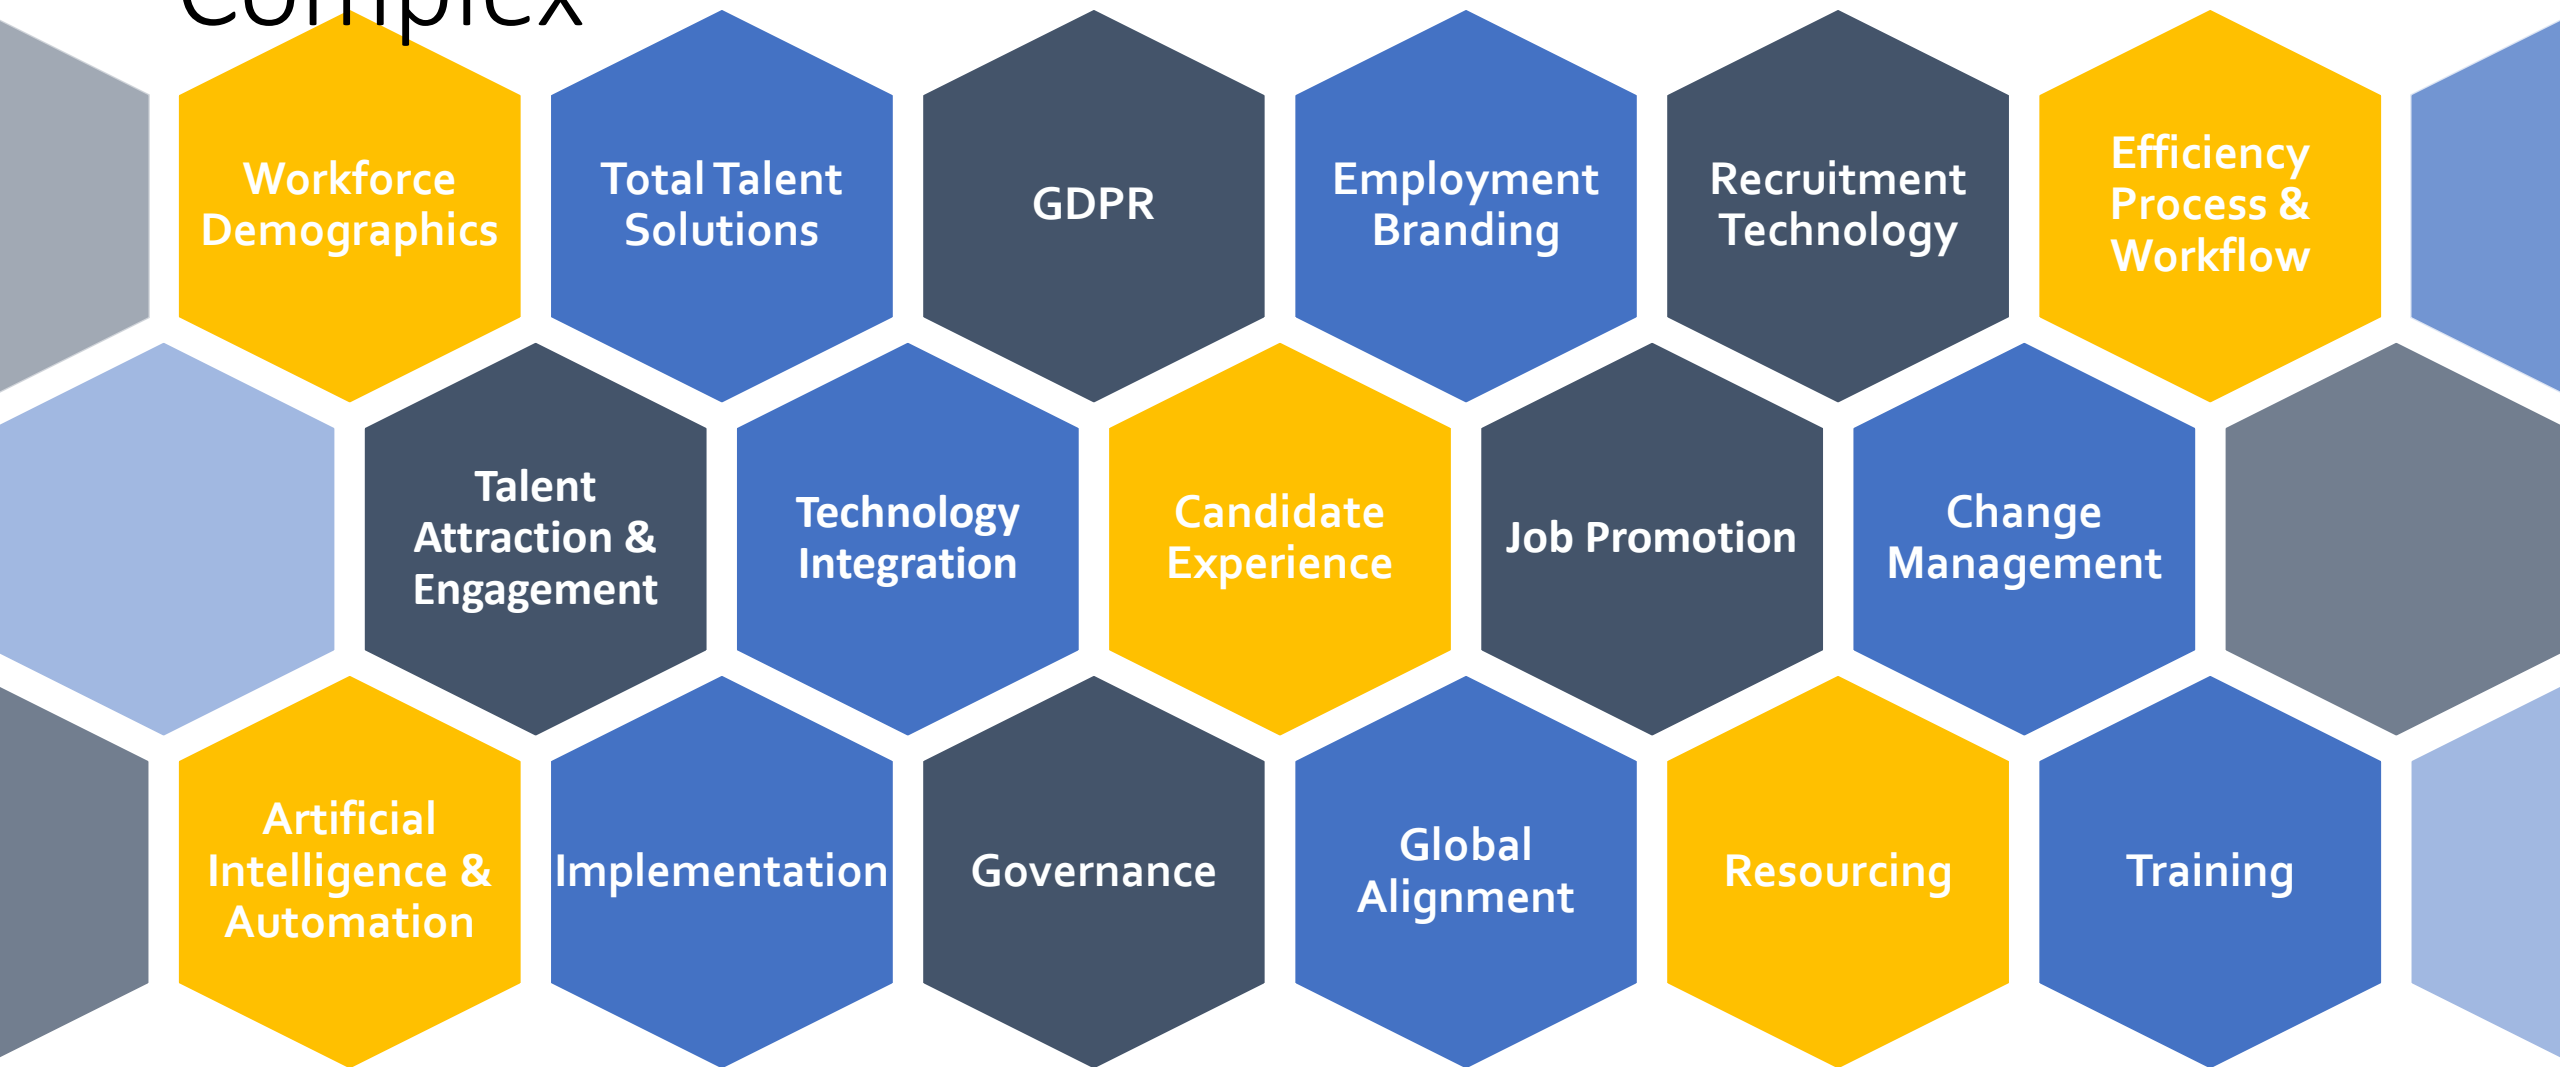 Complex
Workforce
Demographics
Total Talent
Solutions
GDPR
Employment
Branding
Recruitment
Technology
Efficiency
Process &
Workflow
Talent
Attraction &
Engagement
Technology
Integration
Candidate
Experience
Job Promotion
Change
Management
Artificial
Intelligence &
Automation
Implementation
Governance
Global
Alignment
Resourcing
Training